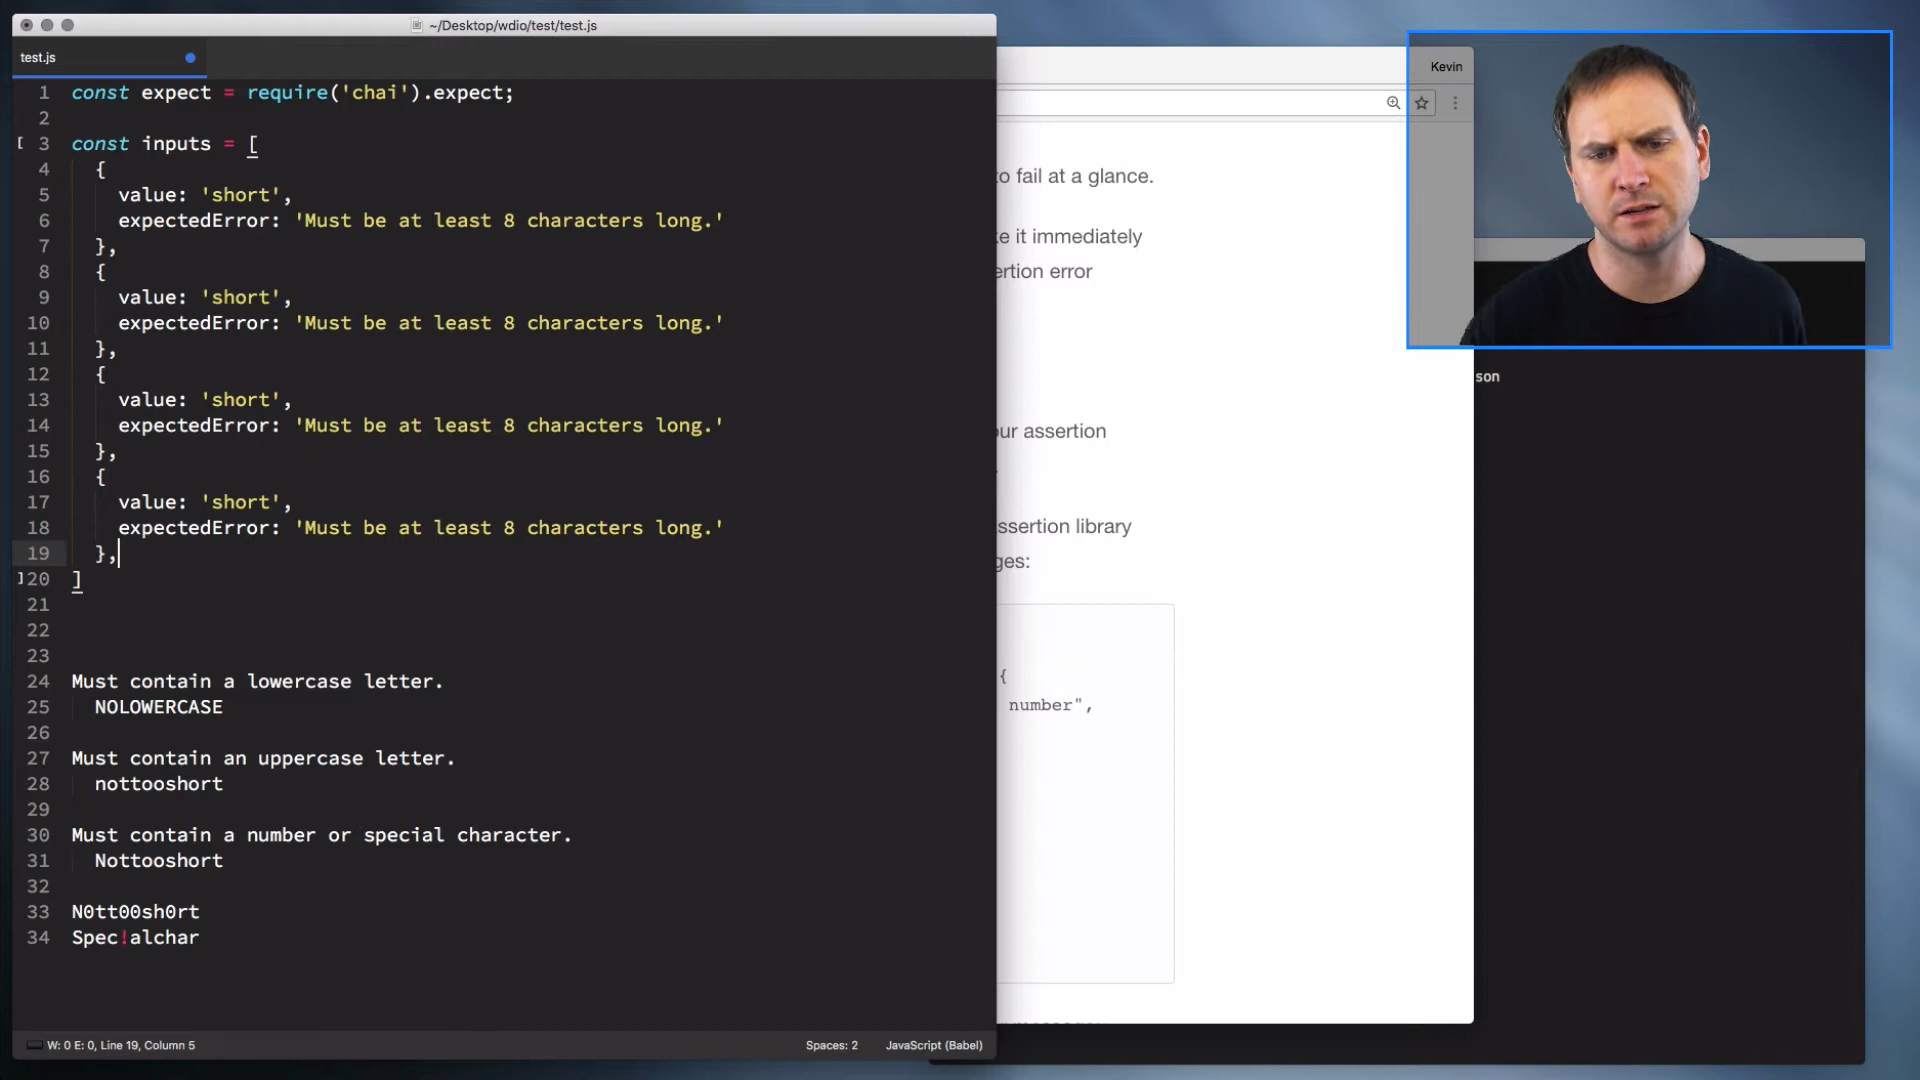 ~/Desktop/wdio/test/test.js
test.js
1 const expect = require('chai').expect;
2
3 const inputs = [
4 {
5 value: 'short',
6 expectedError: 'Must be at least 8 characters long.'
7 },
8 {
9 value: 'short',
10 expectedError: 'Must be at least 8 characters long.'
11 },
12 {
13 value: 'short',
14 expectedError: 'Must be at least 8 characters long.'
15 },
16 {
17 value: 'short',
18 expectedError: 'Must be at least 8 characters long.'
19 },
20 ]
21
22
23
24 Must contain a lowercase letter.
25 NOLOWERCASE
26
27 Must contain an uppercase letter.
28 nottooshort
29
30 Must contain a number or special character.
31 Nottooshort
32
33 N0tt00sh0rt
34 Spec!alchar
W: 0 E: 0, Line 19, Column 5
Spaces: 2
JavaScript (Babel)
Kevin
to fail at a glance.
ke it immediately
ertion error
our assertion
ssertion library
ges:
{
number",
son